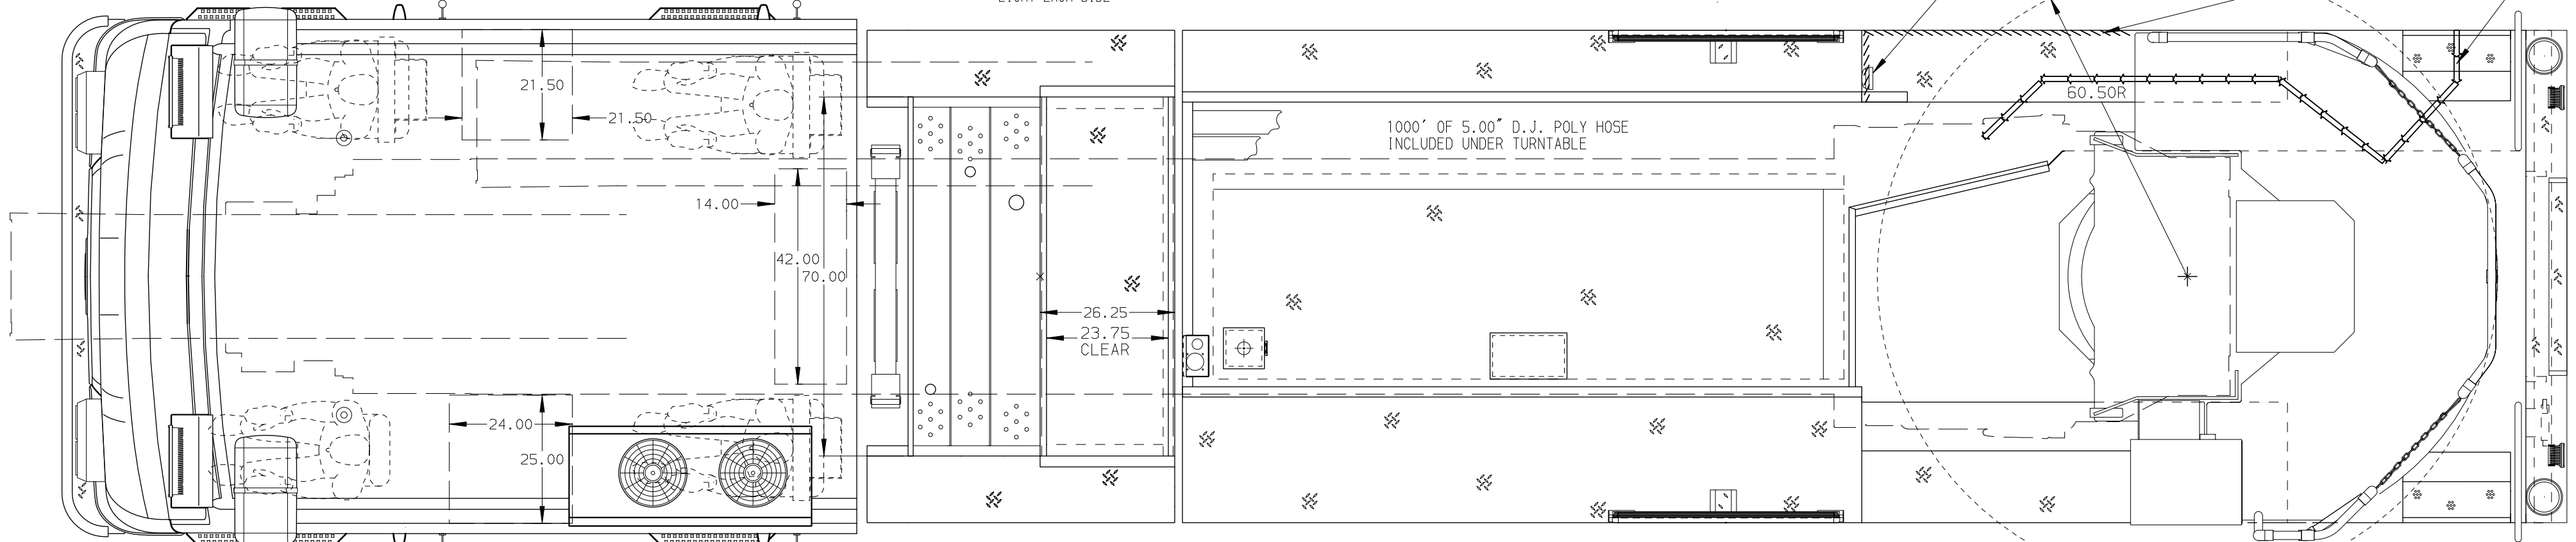 21.50
21.50
60.50R
1000' OF 5.00" D.J. POLY HOSE
INCLUDED UNDER TURNTABLE
14.00
42.00
70.00
26.25
23.75
CLEAR
24.00
25.00